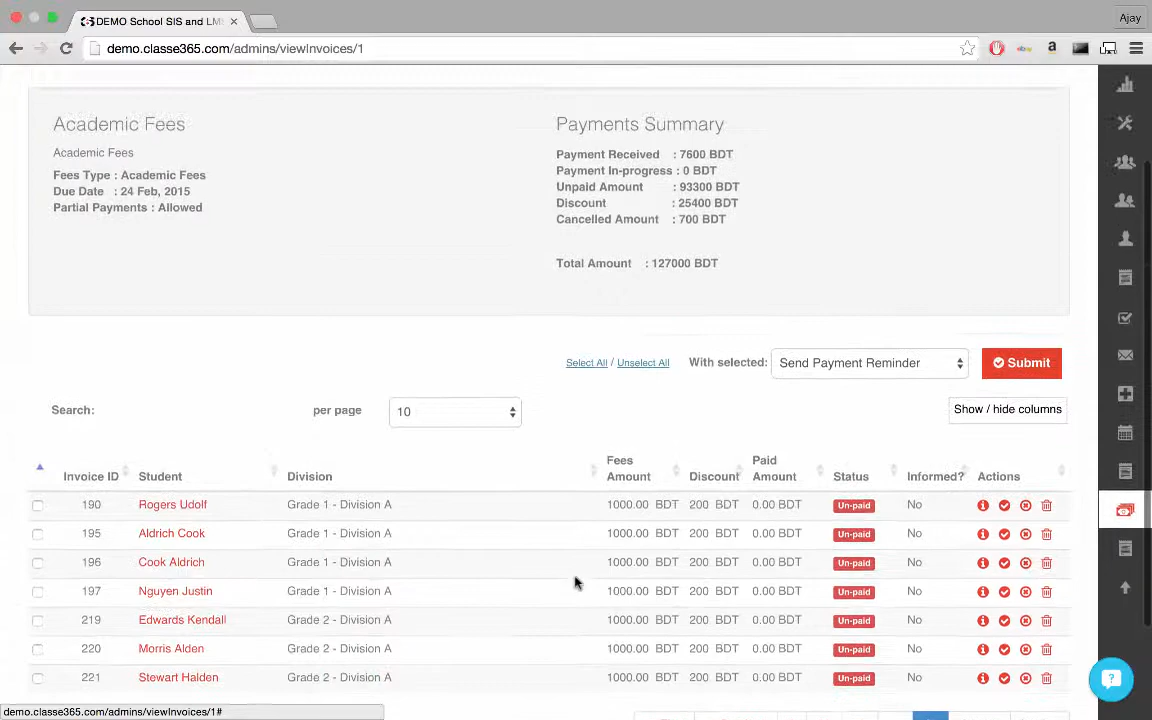 DEMO School SIS and LM
Ajay
demo.classe365.com/admins/viewInvoices/1
Academic Fees
Academic Fees
Fees Type : Academic Fees
Due Date : 24 Feb, 2015
Partial Payments : Allowed
Payments Summary
Payment Received : 7600 BDT
Payment In-progress : 0 BDT
Unpaid Amount : 93300 BDT
Discount : 25400 BDT
Cancelled Amount : 700 BDT
Total Amount : 127000 BDT
Select All / Unselect All With selected: Send Payment Reminder Submit
Search: per page 10 Show / hide columns
Invoice ID Student Division Fees Amount Discount Paid Amount Status Informed? Actions
190 Rogers Udolf Grade 1 - Division A 1000.00 BDT 200 BDT 0.00 BDT Un-paid No
195 Aldrich Cook Grade 1 - Division A 1000.00 BDT 200 BDT 0.00 BDT Un-paid No
196 Cook Aldrich Grade 1 - Division A 1000.00 BDT 200 BDT 0.00 BDT Un-paid No
197 Nguyen Justin Grade 1 - Division A 1000.00 BDT 200 BDT 0.00 BDT Un-paid No
219 Edwards Kendall Grade 2 - Division A 1000.00 BDT 200 BDT 0.00 BDT Un-paid No
220 Morris Alden Grade 2 - Division A 1000.00 BDT 200 BDT 0.00 BDT Un-paid No
221 Stewart Halden Grade 2 - Division A 1000.00 BDT 200 BDT 0.00 BDT Un-paid No
demo.classe365.com/admins/viewInvoices/1#